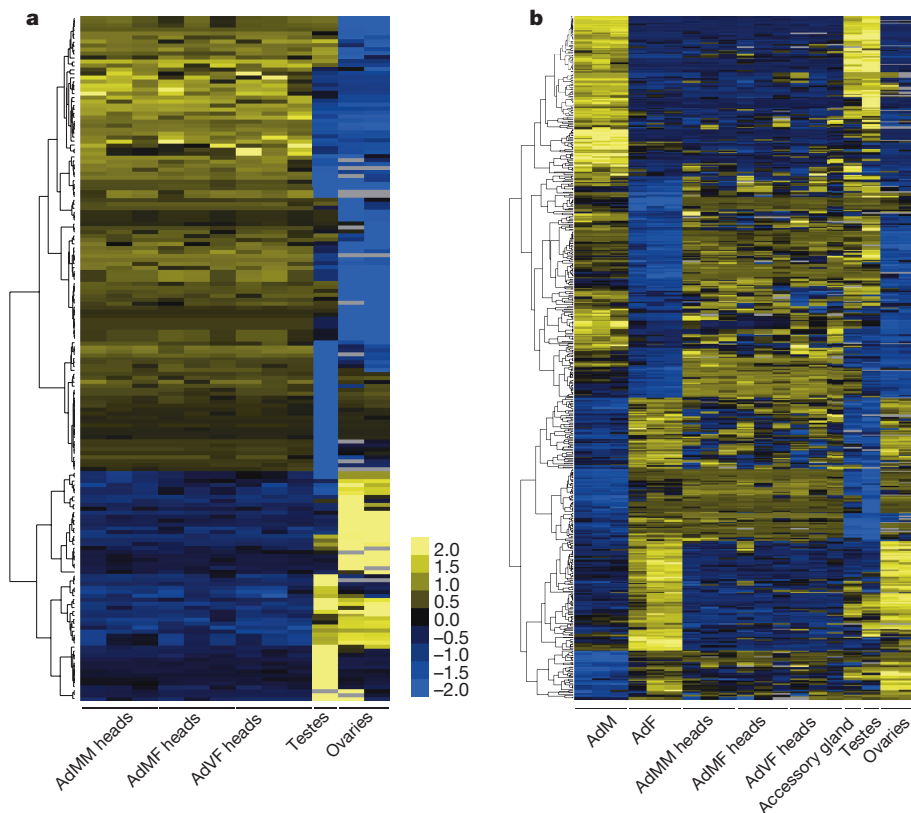 a
b
2.0
1.5
1.0
0.5
0.0
−0.5
−1.0
−1.5
−2.0
AdMM heads
AdMF heads
AdVF heads
Testes
Ovaries
AdM
AdF
AdMM heads
AdMF heads
AdVF heads
Accessory gland
Testes
Ovaries